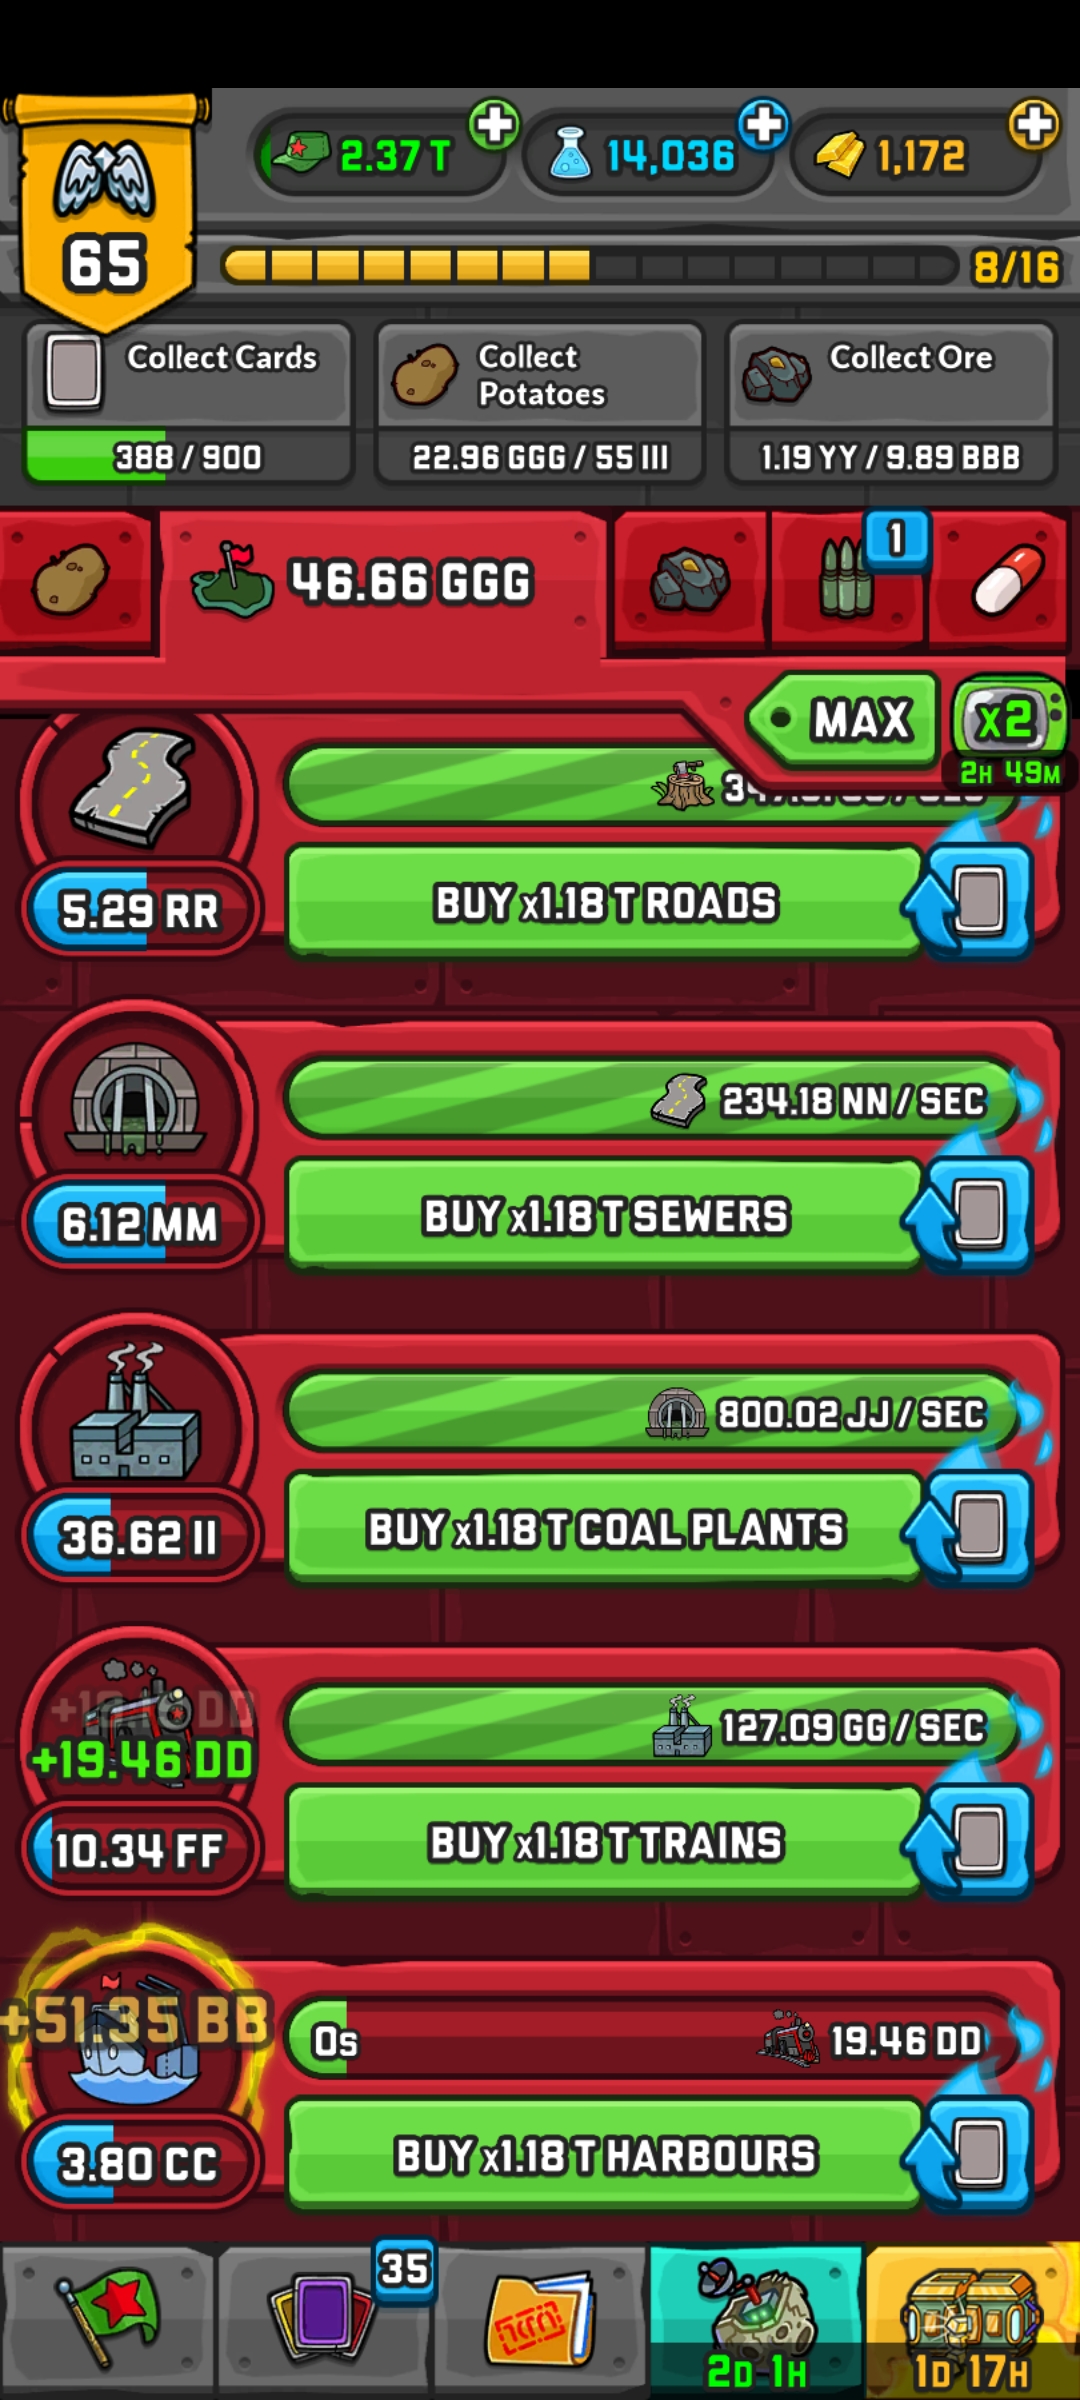 2.37 T
14,036
1,172
65
8/16
Collect Cards
388 / 900
Collect
Potatoes
22.96 GGG / 55 III
Collect Ore
1.19 YY / 9.89 BBB
46.66 GGG
1
MAX
x2
2H 49M
5.29 RR
BUY x1.18 T ROADS
234.18 NN / SEC
6.12 MM
BUY x1.18 T SEWERS
800.02 JJ / SEC
36.62 II
BUY x1.18 T COAL PLANTS
+19.46 DD
127.09 GG / SEC
10.34 FF
BUY x1.18 T TRAINS
+51.35 BB
0s
19.46 DD
3.80 CC
BUY x1.18 T HARBOURS
35
2D 1H
1D 17H